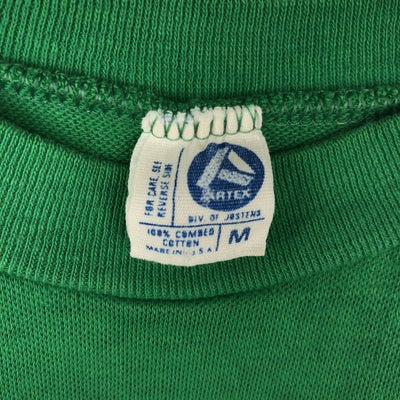 FOR CARE, SEE
REVERSE SIDE
ARTEX
DIV. OF JOSTENS
100% COMBED
COTTON
MADE IN U.S.A.
M